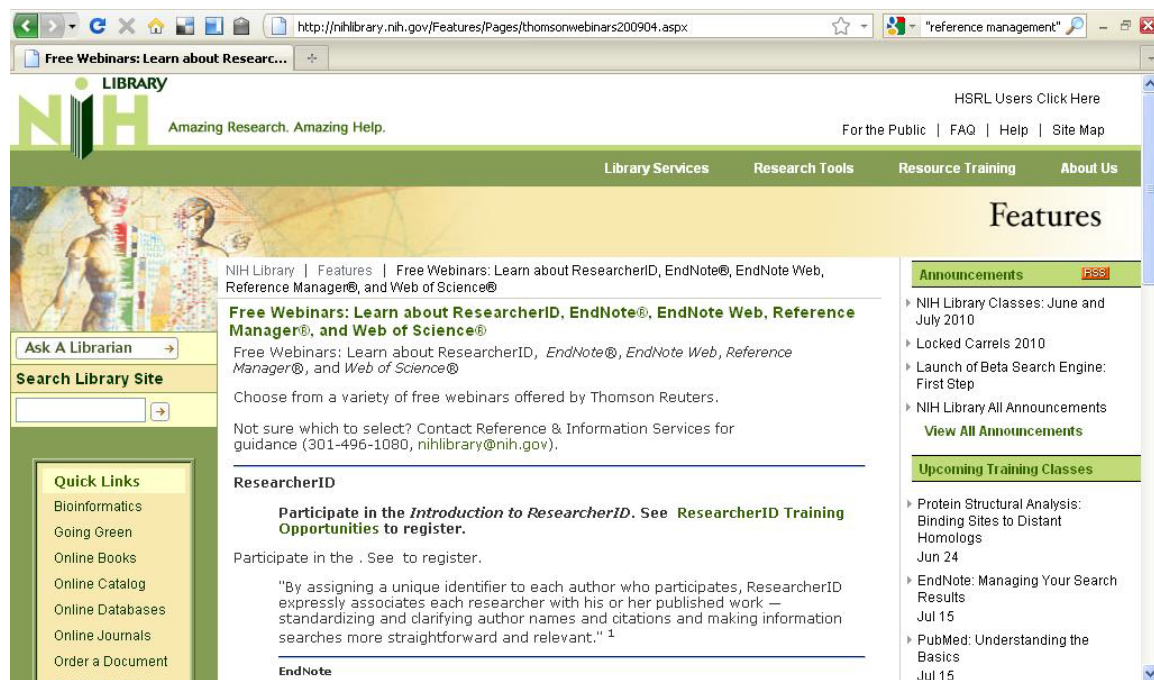 http://nihlibrary.nih.gov/Features/Pages/thomsonwebinars200904.aspx
"reference management"
Free Webinars: Learn about Researc...
LIBRARY
NIH
Amazing Research. Amazing Help.
HSRL Users Click Here
For the Public | FAQ | Help | Site Map
Library Services Research Tools Resource Training About Us
Features
Ask A Librarian
Search Library Site
Quick Links
Bioinformatics
Going Green
Online Books
Online Catalog
Online Databases
Online Journals
Order a Document
NIH Library | Features | Free Webinars: Learn about ResearcherID, EndNote®, EndNote Web,
Reference Manager®, and Web of Science®
Free Webinars: Learn about ResearcherID, EndNote®, EndNote Web, Reference
Manager®, and Web of Science®
Free Webinars: Learn about ResearcherID, EndNote®, EndNote Web, Reference
Manager®, and Web of Science®
Choose from a variety of free webinars offered by Thomson Reuters.
Not sure which to select? Contact Reference & Information Services for
guidance (301-496-1080, nihlibrary@nih.gov).
ResearcherID
Participate in the Introduction to ResearcherID. See ResearcherID Training
Opportunities to register.
Participate in the . See to register.
"By assigning a unique identifier to each author who participates, ResearcherID
expressly associates each researcher with his or her published work —
standardizing and clarifying author names and citations and making information
searches more straightforward and relevant." 1
EndNote
Announcements RSS
NIH Library Classes: June and
July 2010
Locked Carrels 2010
Launch of Beta Search Engine:
First Step
NIH Library All Announcements
View All Announcements
Upcoming Training Classes
Protein Structural Analysis:
Binding Sites to Distant
Homologs
Jun 24
EndNote: Managing Your Search
Results
Jul 15
PubMed: Understanding the
Basics
Jul 15